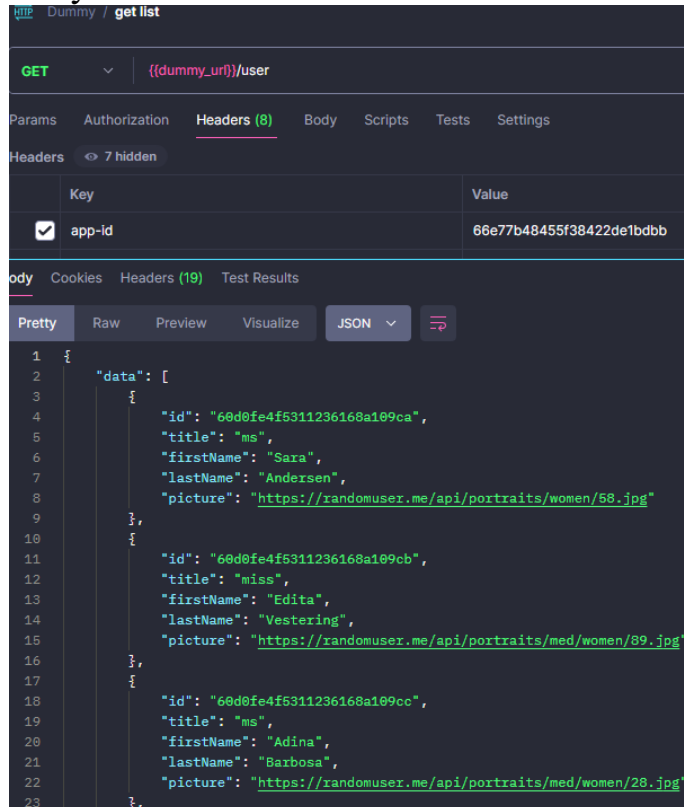 HTTP Dummy / get list
GET {{dummy_url}}/user
Params Authorization Headers (8) Body Scripts Tests Settings
Headers 7 hidden
Key Value
app-id 66e77b48455f38422de1bdbb
ody Cookies Headers (19) Test Results
Pretty Raw Preview Visualize JSON
1 {
2 "data": [
3 {
4 "id": "60d0fe4f5311236168a109ca",
5 "title": "ms",
6 "firstName": "Sara",
7 "lastName": "Andersen",
8 "picture": "https://randomuser.me/api/portraits/women/58.jpg"
9 },
10 {
11 "id": "60d0fe4f5311236168a109cb",
12 "title": "miss",
13 "firstName": "Edita",
14 "lastName": "Vestering",
15 "picture": "https://randomuser.me/api/portraits/med/women/89.jpg"
16 },
17 {
18 "id": "60d0fe4f5311236168a109cc",
19 "title": "ms",
20 "firstName": "Adina",
21 "lastName": "Barbosa",
22 "picture": "https://randomuser.me/api/portraits/med/women/28.jpg"
23 },